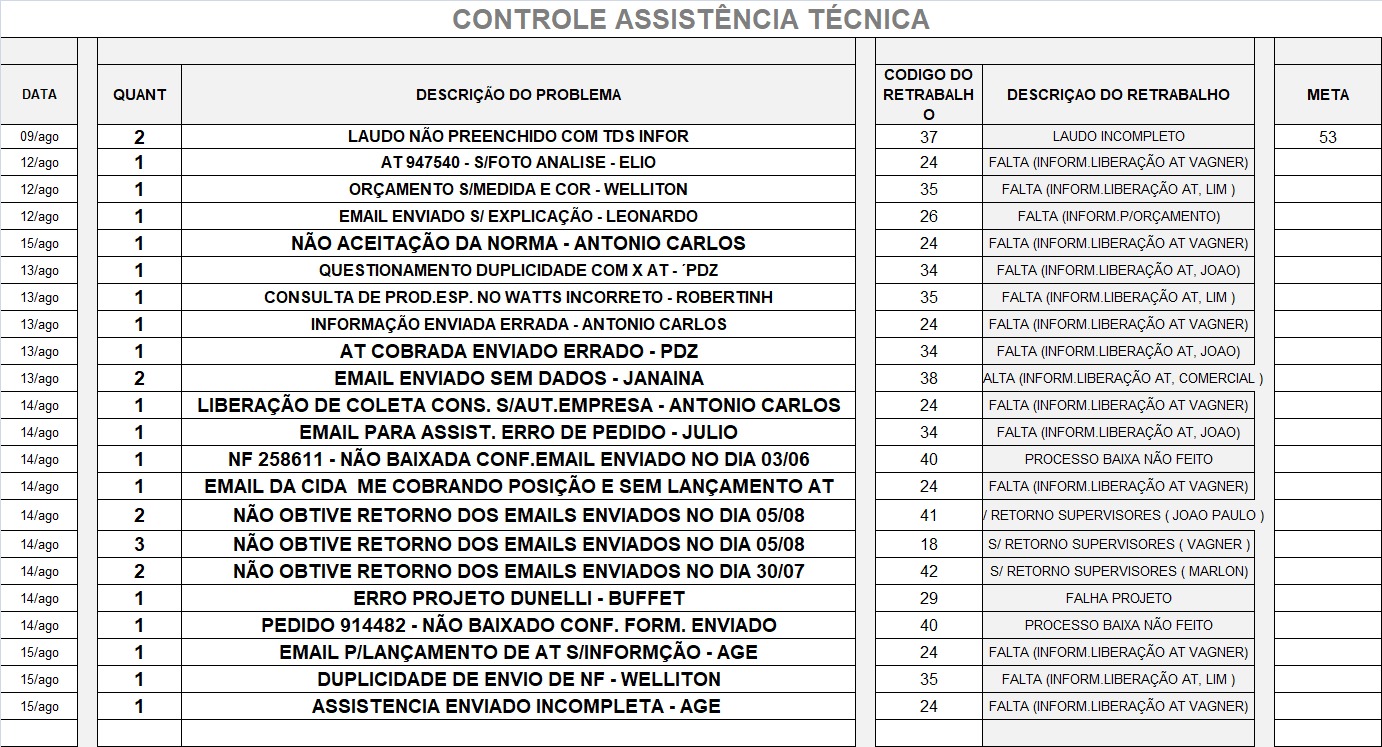 CONTROLE ASSISTÊNCIA TÉCNICA
DATA QUANT DESCRIÇÃO DO PROBLEMA CODIGO DO RETRABALH O DESCRIÇAO DO RETRABALHO META
09/ago 2 LAUDO NÃO PREENCHIDO COM TDS INFOR 37 LAUDO INCOMPLETO 53
12/ago 1 AT 947540 - S/FOTO ANALISE - ELIO 24 FALTA (INFORM.LIBERAÇÃO AT VAGNER)
12/ago 1 ORÇAMENTO S/MEDIDA E COR - WELLITON 35 FALTA (INFORM.LIBERAÇÃO AT, LIM )
12/ago 1 EMAIL ENVIADO S/ EXPLICAÇÃO - LEONARDO 26 FALTA (INFORM.P/ORÇAMENTO)
15/ago 1 NÃO ACEITAÇÃO DA NORMA - ANTONIO CARLOS 24 FALTA (INFORM.LIBERAÇÃO AT VAGNER)
13/ago 1 QUESTIONAMENTO DUPLICIDADE COM X AT - ´PDZ 34 FALTA (INFORM.LIBERAÇÃO AT, JOAO)
13/ago 1 CONSULTA DE PROD.ESP. NO WATTS INCORRETO - ROBERTINH 35 FALTA (INFORM.LIBERAÇÃO AT, LIM )
13/ago 1 INFORMAÇÃO ENVIADA ERRADA - ANTONIO CARLOS 24 FALTA (INFORM.LIBERAÇÃO AT VAGNER)
13/ago 1 AT COBRADA ENVIADO ERRADO - PDZ 34 FALTA (INFORM.LIBERAÇÃO AT, JOAO)
13/ago 2 EMAIL ENVIADO SEM DADOS - JANAINA 38 ALTA (INFORM.LIBERAÇÃO AT, COMERCIAL )
14/ago 1 LIBERAÇÃO DE COLETA CONS. S/AUT.EMPRESA - ANTONIO CARLOS 24 FALTA (INFORM.LIBERAÇÃO AT VAGNER)
14/ago 1 EMAIL PARA ASSIST. ERRO DE PEDIDO - JULIO 34 FALTA (INFORM.LIBERAÇÃO AT, JOAO)
14/ago 1 NF 258611 - NÃO BAIXADA CONF.EMAIL ENVIADO NO DIA 03/06 40 PROCESSO BAIXA NÃO FEITO
14/ago 1 EMAIL DA CIDA  ME COBRANDO POSIÇÃO E SEM LANÇAMENTO AT 24 FALTA (INFORM.LIBERAÇÃO AT VAGNER)
14/ago 2 NÃO OBTIVE RETORNO DOS EMAILS ENVIADOS NO DIA 05/08 41 / RETORNO SUPERVISORES ( JOAO PAULO )
14/ago 3 NÃO OBTIVE RETORNO DOS EMAILS ENVIADOS NO DIA 05/08 18 S/ RETORNO SUPERVISORES ( VAGNER )
14/ago 2 NÃO OBTIVE RETORNO DOS EMAILS ENVIADOS NO DIA 30/07 42 S/ RETORNO SUPERVISORES ( MARLON)
14/ago 1 ERRO PROJETO DUNELLI - BUFFET 29 FALHA PROJETO
14/ago 1 PEDIDO 914482 - NÃO BAIXADO CONF. FORM. ENVIADO 40 PROCESSO BAIXA NÃO FEITO
15/ago 1 EMAIL P/LANÇAMENTO DE AT S/INFORMÇÃO - AGE 24 FALTA (INFORM.LIBERAÇÃO AT VAGNER)
15/ago 1 DUPLICIDADE DE ENVIO DE NF - WELLITON 35 FALTA (INFORM.LIBERAÇÃO AT, LIM )
15/ago 1 ASSISTENCIA ENVIADO INCOMPLETA - AGE 24 FALTA (INFORM.LIBERAÇÃO AT VAGNER)